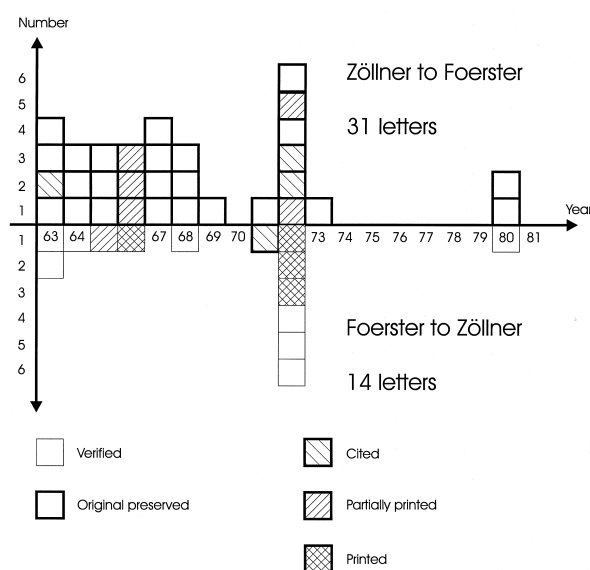 Number
6
Zöllner to Foerster
5
4
31 letters
3
2
1
Year
63 64 67 68 69 70 73 74 75 76 77 78 79 80 81
1
2
3
4
Foerster to Zöllner
5
6
14 letters
Verified
Cited
Original preserved
Partially printed
Printed